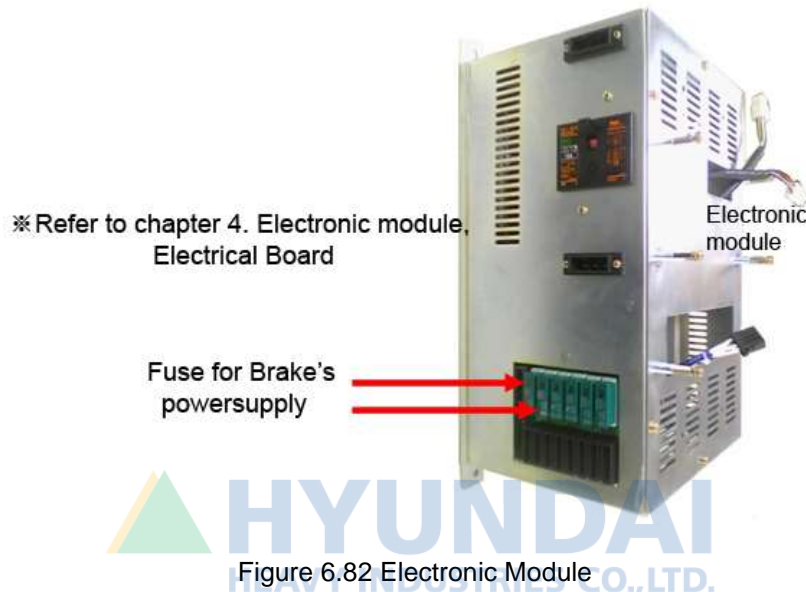 ※Refer to chapter 4. Electronic module,
Electrical Board
Electronic
module
Fuse for Brake's
powersupply
HYUNDAI
Figure 6.82 Electronic Module
HEAVY INDUSTRIES CO.,LTD.